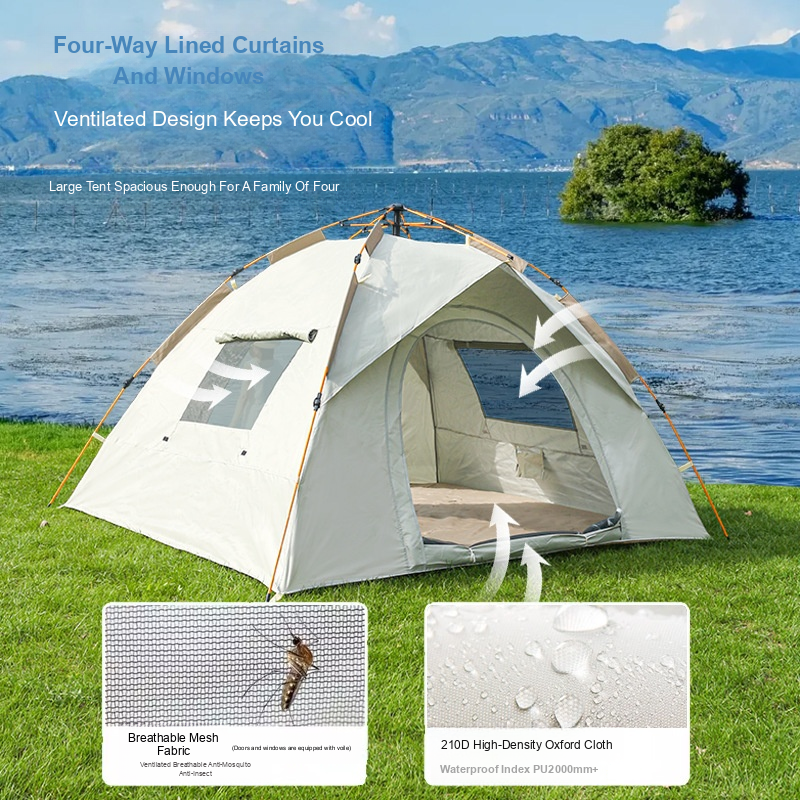 Four-Way Lined Curtains
And Windows
Ventilated Design Keeps You Cool
Large Tent Spacious Enough For A Family Of Four
Breathable Mesh
Fabric
(Doors and windows are equipped with voile)
Ventilated Breathable Anti-Mosquito
Anti-Insect
210D High-Density Oxford Cloth
Waterproof Index PU2000mm+